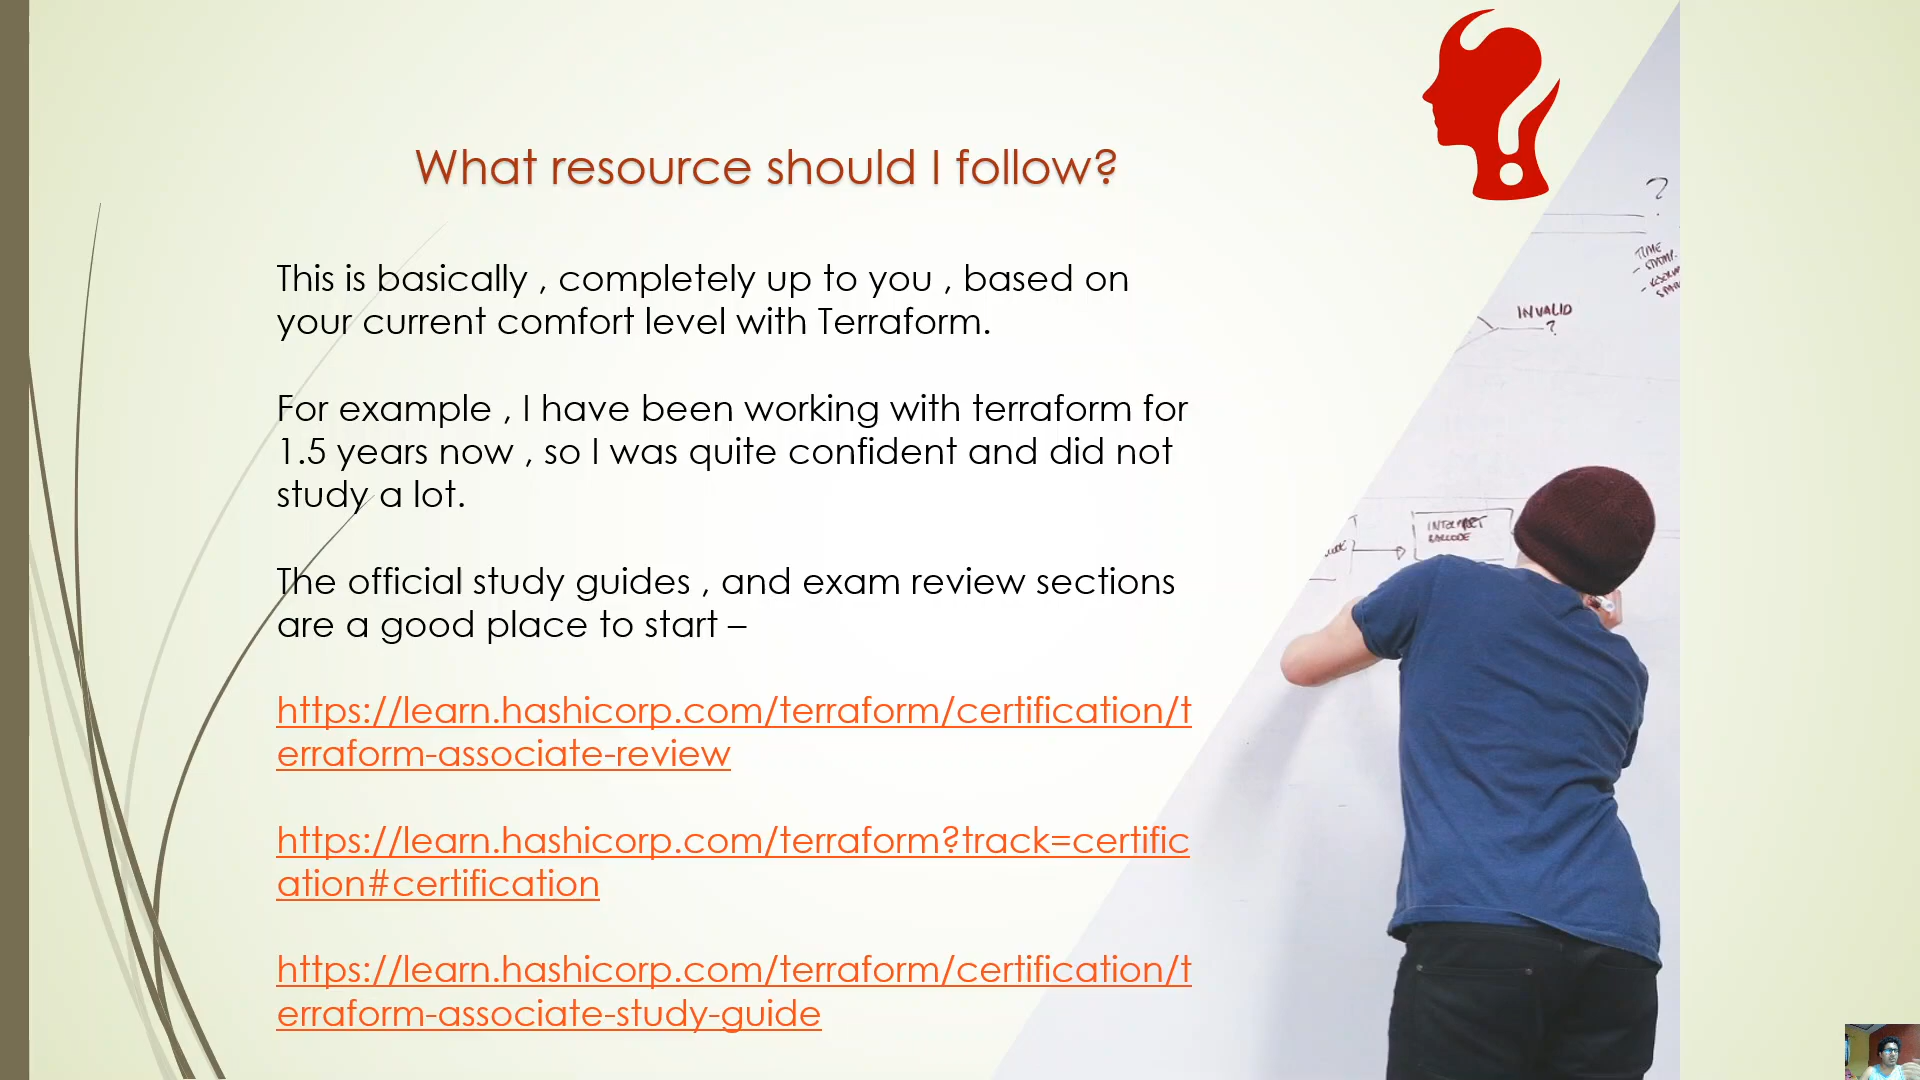 What resource should I follow?
This is basically , completely up to you , based on
your current comfort level with Terraform.
For example , I have been working with terraform for
1.5 years now , so I was quite confident and did not
study a lot.
The official study guides , and exam review sections
are a good place to start –
https://learn.hashicorp.com/terraform/certification/t
erraform-associate-review
https://learn.hashicorp.com/terraform?track=certific
ation#certification
https://learn.hashicorp.com/terraform/certification/t
erraform-associate-study-guide
?
TIME
INVALID
?
INTERPRET
BARCODE